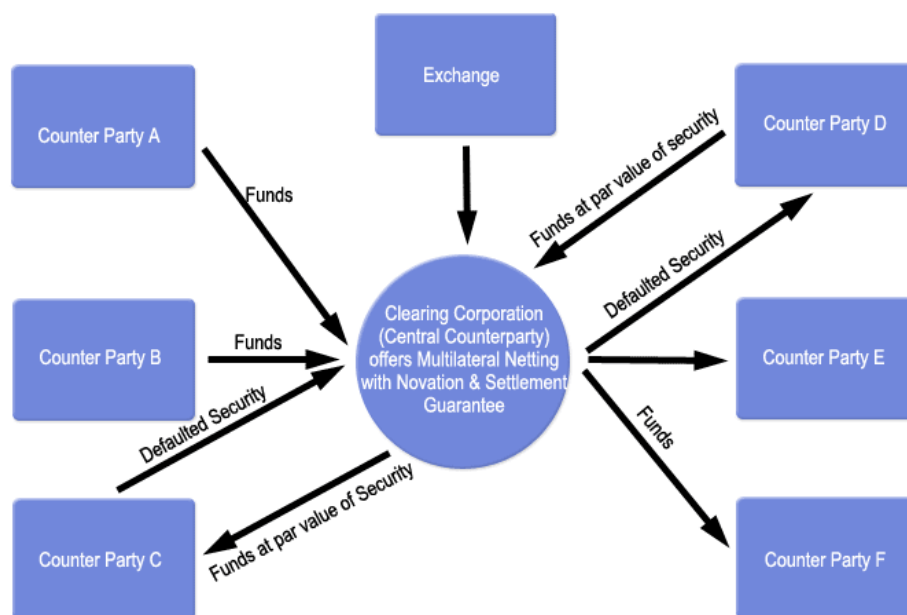 Exchange
Counter Party A
Counter Party D
Funds
Funds at par value of security
Defaulted Security
Clearing Corporation
(Central Counterparty)
offers Multilateral Netting
with Novation & Settlement
Guarantee
Counter Party B
Funds
Counter Party E
Defaulted Security
Funds
Funds at par value of Security
Counter Party C
Counter Party F